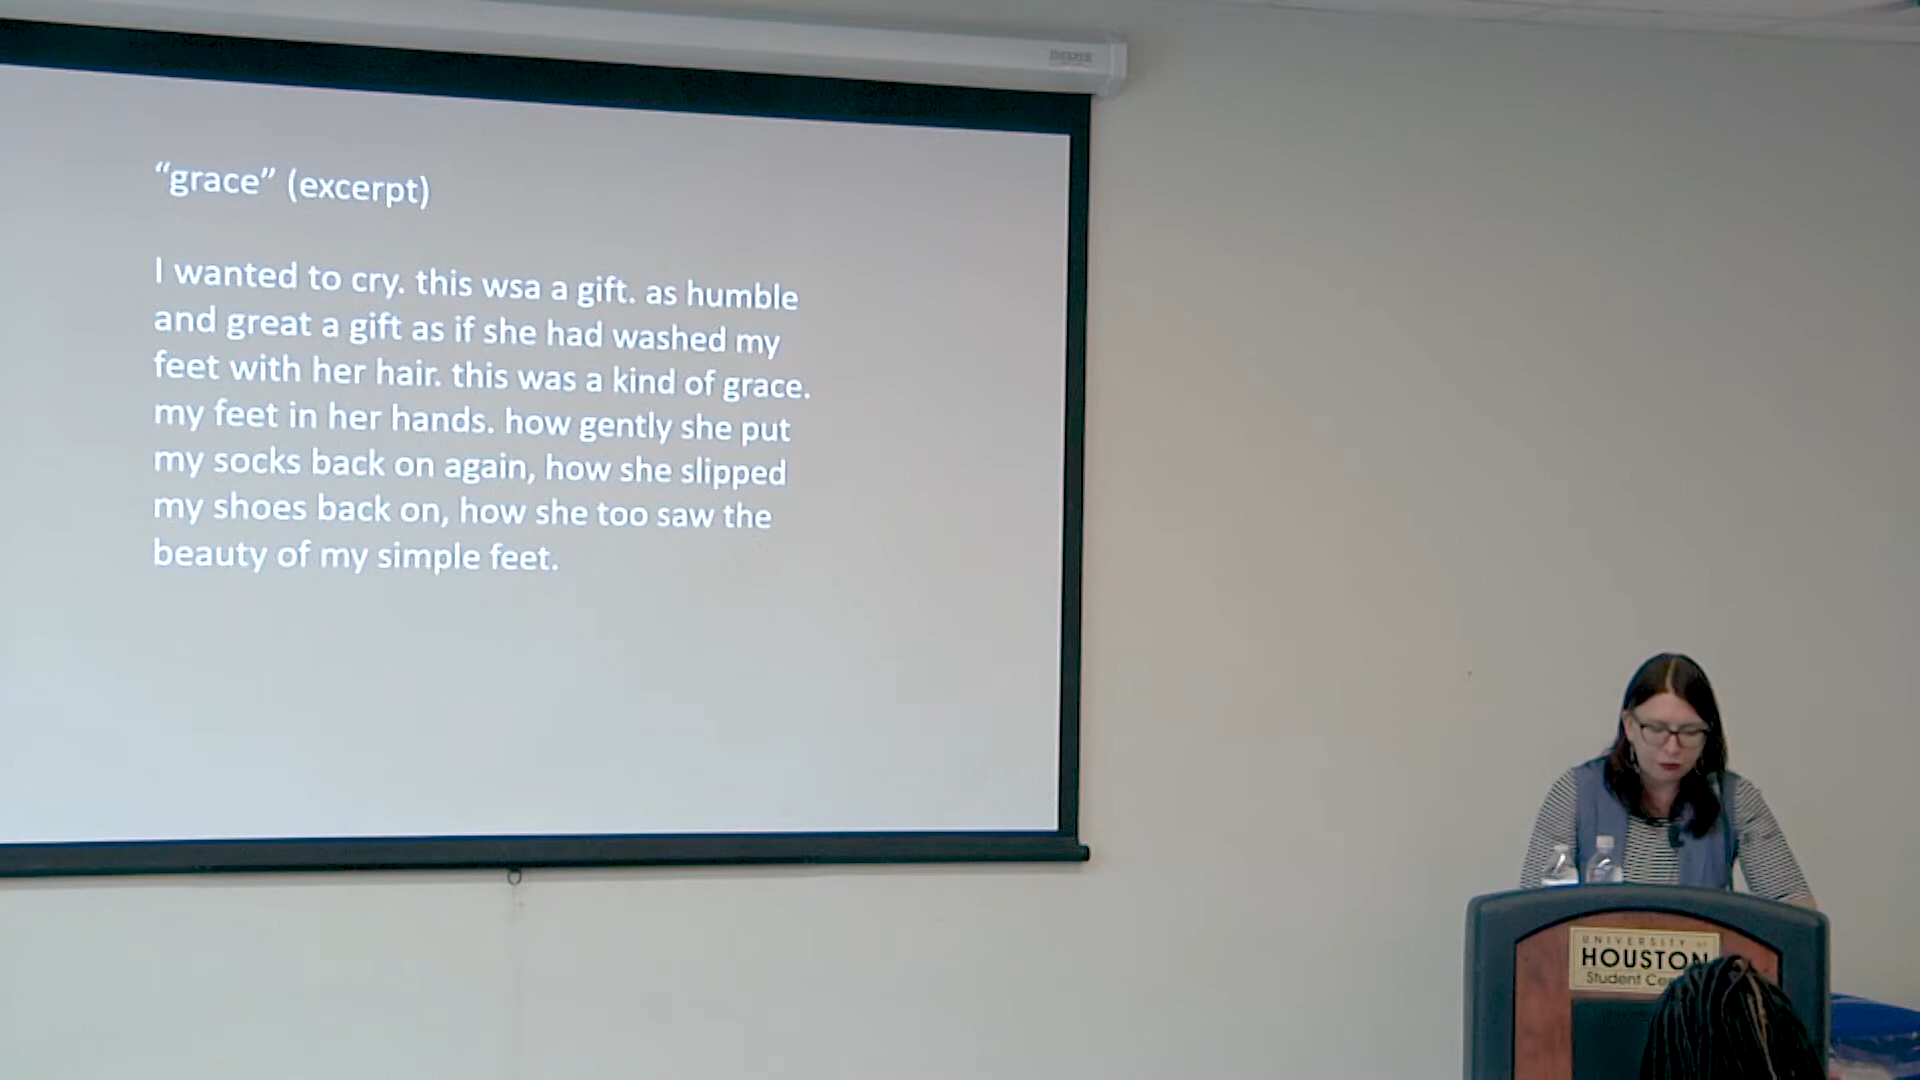 “grace” (excerpt)
I wanted to cry. this wsa a gift. as humble
and great a gift as if she had washed my
feet with her hair. this was a kind of grace.
my feet in her hands. how gently she put
my socks back on again, how she slipped
my shoes back on, how she too saw the
beauty of my simple feet.
UNIVERSITY of
HOUSTON
Student